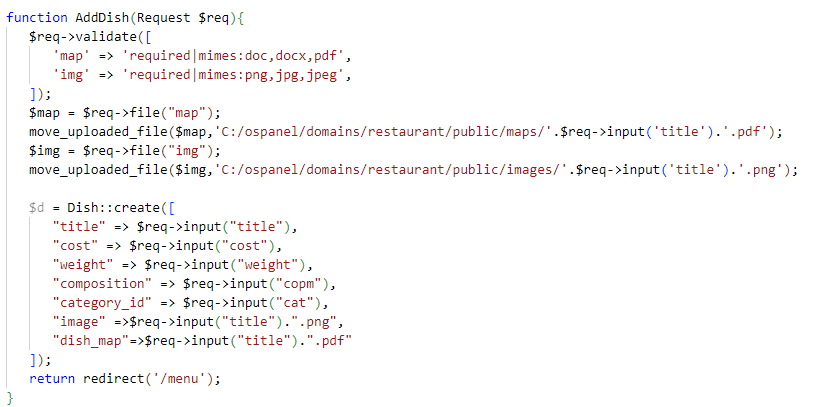 function AddDish(Request $req){
$req->validate([
'map' => 'required|mimes:doc,docx,pdf',
'img' => 'required|mimes:png,jpg,jpeg',
]);
$map = $req->file("map");
move_uploaded_file($map,'C:/ospanel/domains/restaurant/public/maps/'.$req->input('title').'.pdf');
$img = $req->file("img");
move_uploaded_file($img,'C:/ospanel/domains/restaurant/public/images/'.$req->input('title').'.png');
$d = Dish::create([
"title" => $req->input("title"),
"cost" => $req->input("cost"),
"weight" => $req->input("weight"),
"composition" => $req->input("copm"),
"category_id" => $req->input("cat"),
"image" =>$req->input("title").".png",
"dish_map"=>$req->input("title").".pdf"
]);
return redirect('/menu');
}